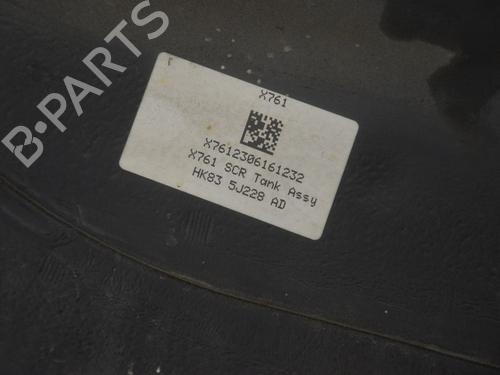 B-PARTS
X761
X7612306161232
X761 SCR Tank Assy
HK83 5J228 AD